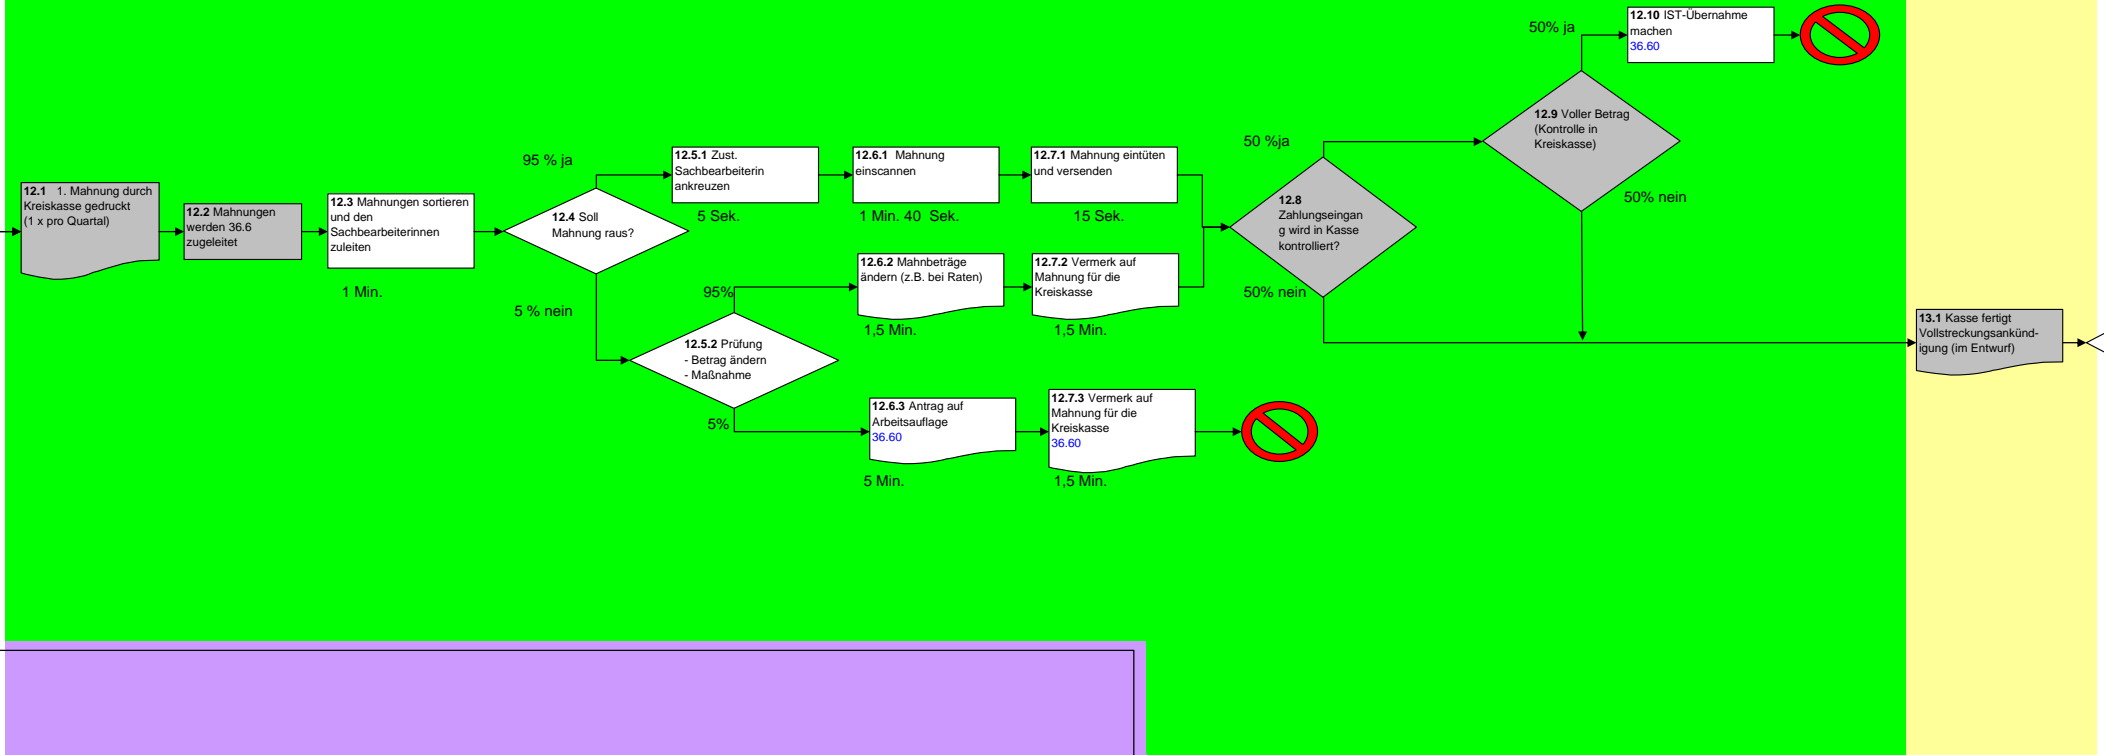 12.1 1. Mahnung durch
Kreiskasse gedruckt
(1 x pro Quartal)
12.2 Mahnungen
werden 36.6
zugeleitet
12.3 Mahnungen sortieren
und den
Sachbearbeiterinnen
zuleiten
1 Min.
12.4 Soll
Mahnung raus?
95 % ja
5 % nein
12.5.1 Zust.
Sachbearbeiterin
ankreuzen
5 Sek.
12.6.1 Mahnung
einscannen
1 Min. 40 Sek.
12.7.1 Mahnung eintüten
und versenden
15 Sek.
12.5.2 Prüfung
- Betrag ändern
- Maßnahme
95%
5%
12.6.2 Mahnbeträge
ändern (z.B. bei Raten)
1,5 Min.
12.7.2 Vermerk auf
Mahnung für die
Kreiskasse
1,5 Min.
12.6.3 Antrag auf
Arbeitsauflage
36.60
5 Min.
12.7.3 Vermerk auf
Mahnung für die
Kreiskasse
36.60
1,5 Min.
12.8
Zahlungseingan
g wird in Kasse
kontrolliert?
50 %ja
50% nein
12.9 Voller Betrag
(Kontrolle in
Kreiskasse)
50% ja
50% nein
12.10 IST-Übernahme
machen
36.60
13.1 Kasse fertigt
Vollstreckungsankünd-
igung (im Entwurf)